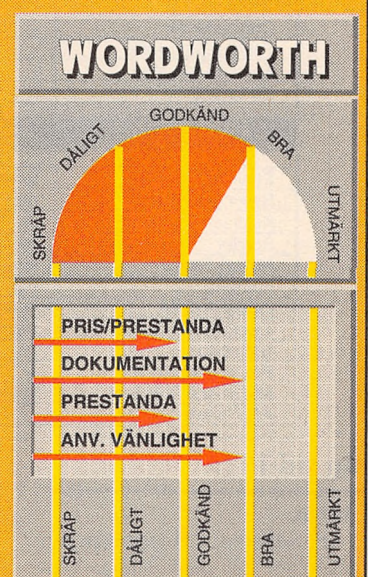 WORDWORTH
SKRÄP
DÅLIGT
GODKÄND
BRA
UTMÄRKT
PRIS/PRESTANDA
DOKUMENTATION
PRESTANDA
ANV. VÄNLIGHET
SKRÄP
DÅLIGT
GODKÄND
BRA
UTMÄRKT